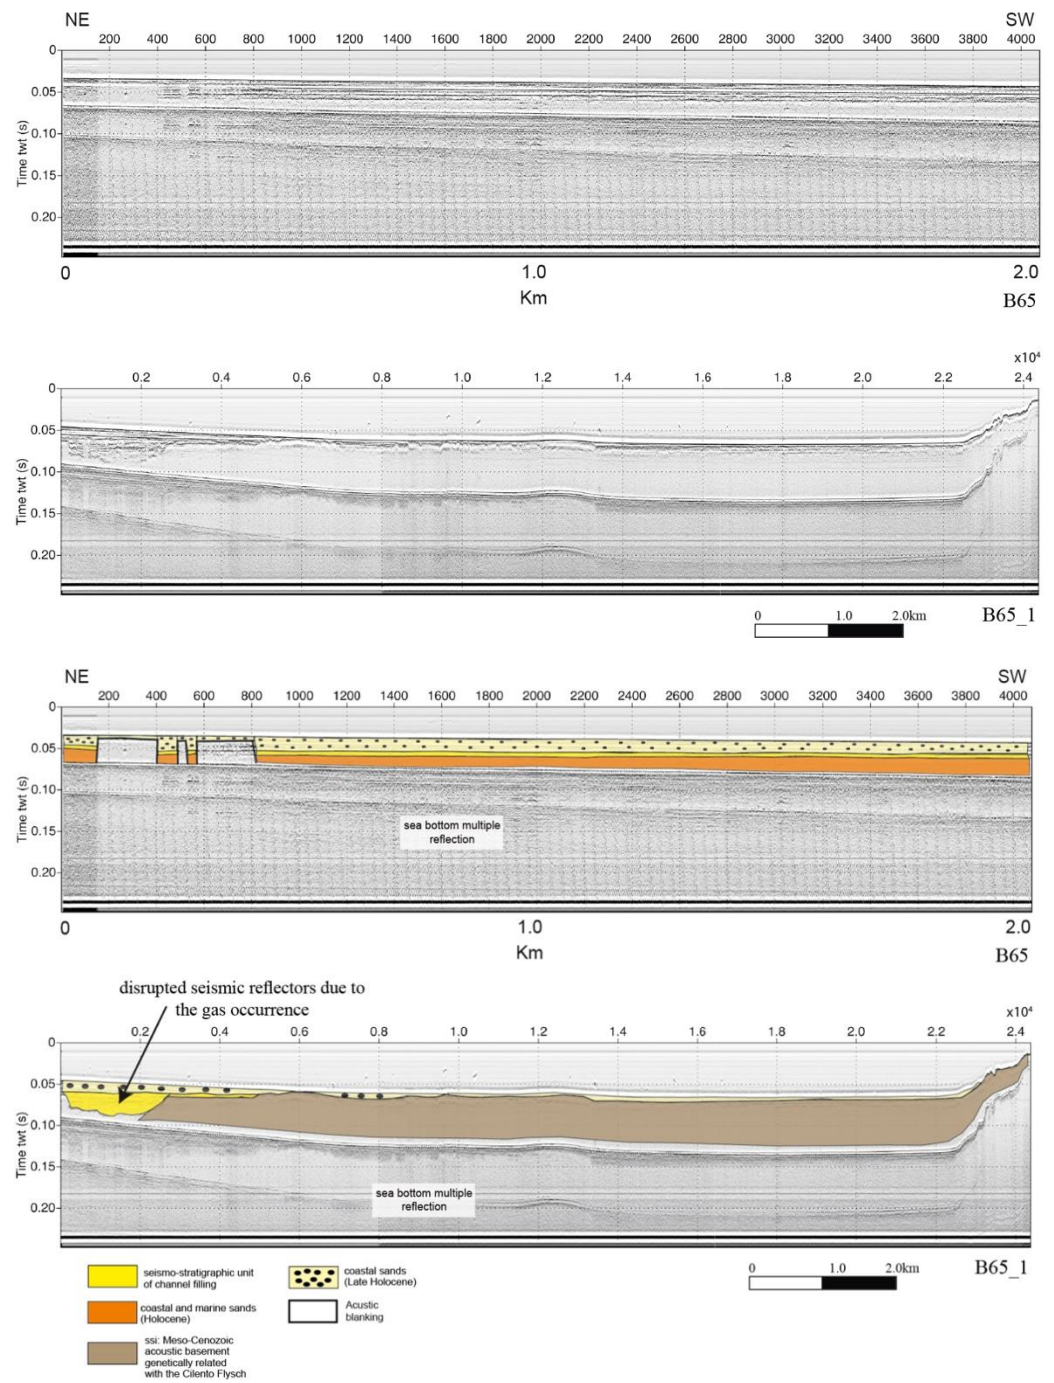 NE SW
200 400 600 800 1000 1200 1400 1600 1800 2000 2200 2400 2600 2800 3000 3200 3400 3600 3800 4000
0
0.05
0.10
0.15
0.20
Time twt (s)
0 1.0 2.0
Km
B65
x10⁴
0.2 0.4 0.6 0.8 1.0 1.2 1.4 1.6 1.8 2.0 2.2 2.4
0
0.05
0.10
0.15
0.20
Time twt (s)
0 1.0 2.0km
B65_1
NE SW
200 400 600 800 1000 1200 1400 1600 1800 2000 2200 2400 2600 2800 3000 3200 3400 3600 3800 4000
0
0.05
0.10
0.15
0.20
Time twt (s)
sea bottom multiple
reflection
0 1.0 2.0
Km
B65
disrupted seismic reflectors due to
the gas occurrence
x10⁴
0.2 0.4 0.6 0.8 1.0 1.2 1.4 1.6 1.8 2.0 2.2 2.4
0
0.05
0.10
0.15
0.20
Time twt (s)
sea bottom multiple
reflection
0 1.0 2.0km
B65_1
seismo-stratigraphic unit
of channel filling
coastal and marine sands
(Holocene)
ssi: Meso-Cenozoic
acoustic basement
genetically related
with the Cilento Flysch
coastal sands
(Late Holocene)
Acustic
blanking